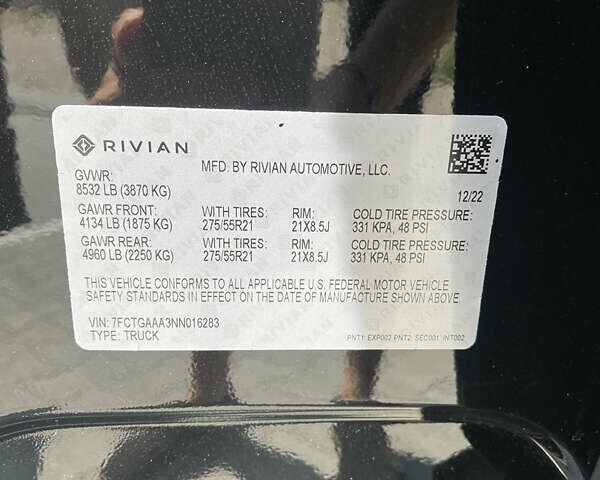 RIVIAN
MFD. BY RIVIAN AUTOMOTIVE, LLC.
GVWR:
8532 LB (3870 KG)
12/22
GAWR FRONT: WITH TIRES: RIM: COLD TIRE PRESSURE:
4134 LB (1875 KG) 275/55R21 21X8.5J 331 KPA, 48 PSI
GAWR REAR: WITH TIRES: RIM: COLD TIRE PRESSURE:
4960 LB (2250 KG) 275/55R21 21X8.5J 331 KPA, 48 PSI
THIS VEHICLE CONFORMS TO ALL APPLICABLE U.S. FEDERAL MOTOR VEHICLE
SAFETY STANDARDS IN EFFECT ON THE DATE OF MANUFACTURE SHOWN ABOVE.
VIN: 7FCTGAAA3NN016283
TYPE: TRUCK
PNT1: EXP002 PNT2: SEC001 INT002